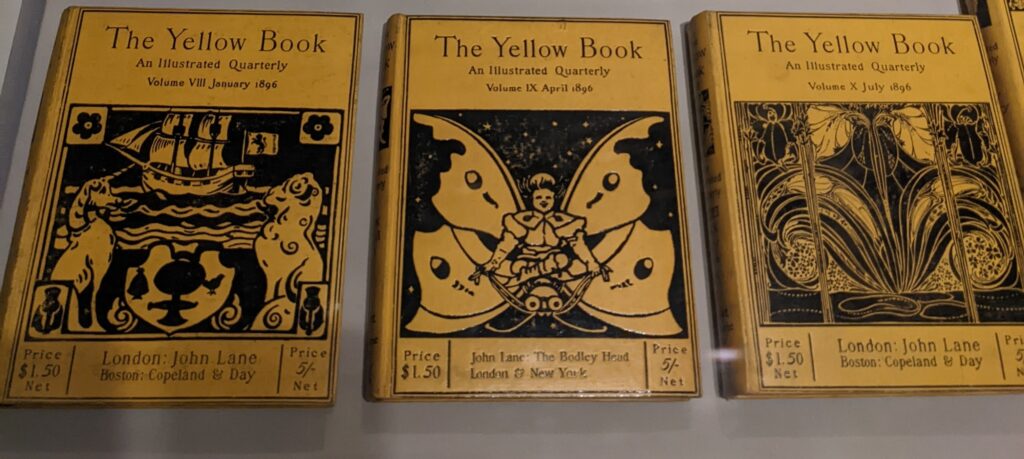 The Yellow Book
An Illustrated Quarterly
Volume VIII January 1896
Price
$1.50
Net
London: John Lane
Boston: Copeland & Day
Price
5/-
Net
The Yellow Book
An Illustrated Quarterly
Volume IX April 1896
Price
$1.50
John Lane: The Bodley Head
London & New York
Price
5/-
Net
The Yellow Book
An Illustrated Quarterly
Volume X July 1896
Price
$1.50
Net
London: John Lane
Boston: Copeland & Day
Price
5/-
Net